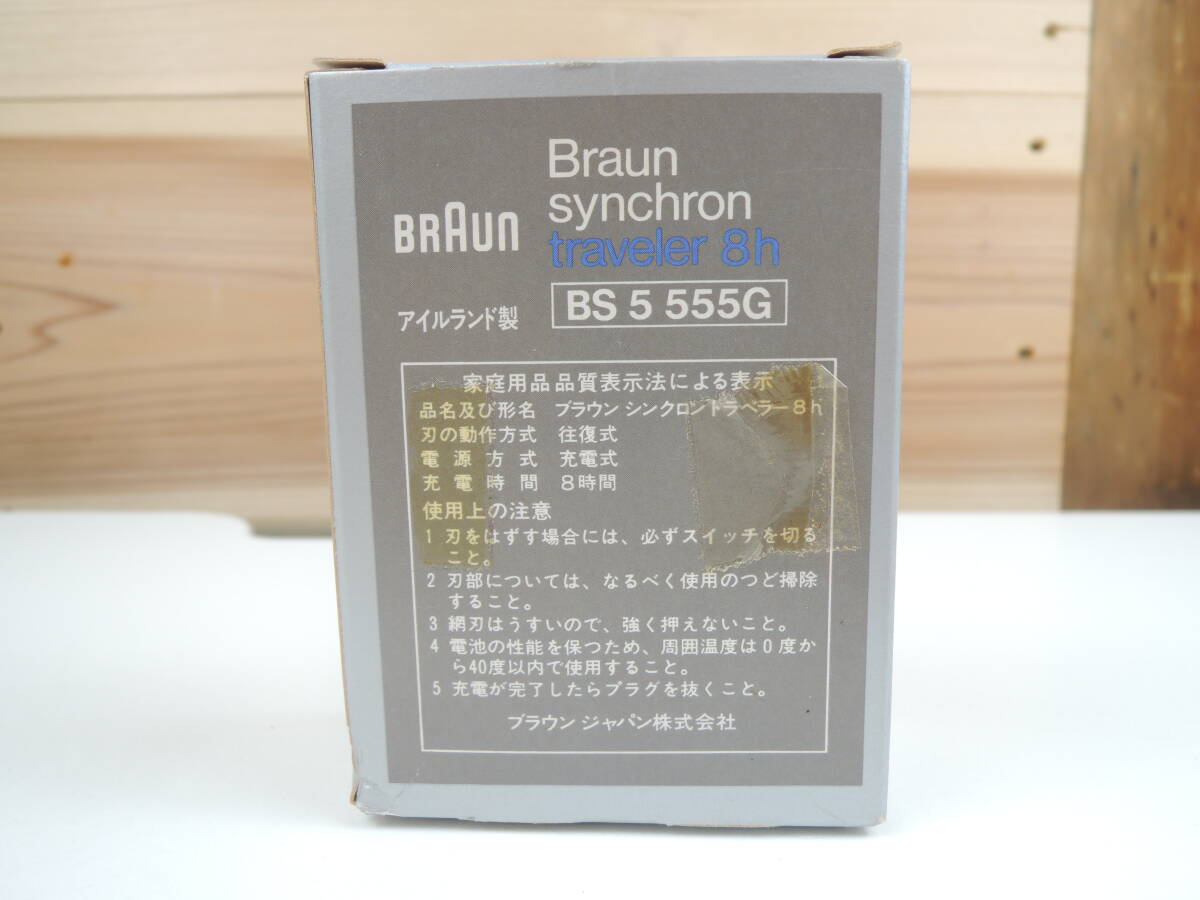 Braun
synchron
traveler 8h
BRAUN
BS 5 555G
アイルランド製
家庭用品品質表示法による表示
品名及び形名 ブラウン シンクロントラベラー8h
刃の動作方式 往復式
電源方式 充電式
充電時間 8時間
使用上の注意
1 刃をはずす場合には、必ずスイッチを切る
こと。
2 刃部については、なるべく使用のつど掃除
すること。
3 網刃はうすいので、強く押えないこと。
4 電池の性能を保つため、周囲温度は0度か
ら40度以内で使用すること。
5 充電が完了したらプラグを抜くこと。
ブラウン ジャパン株式会社